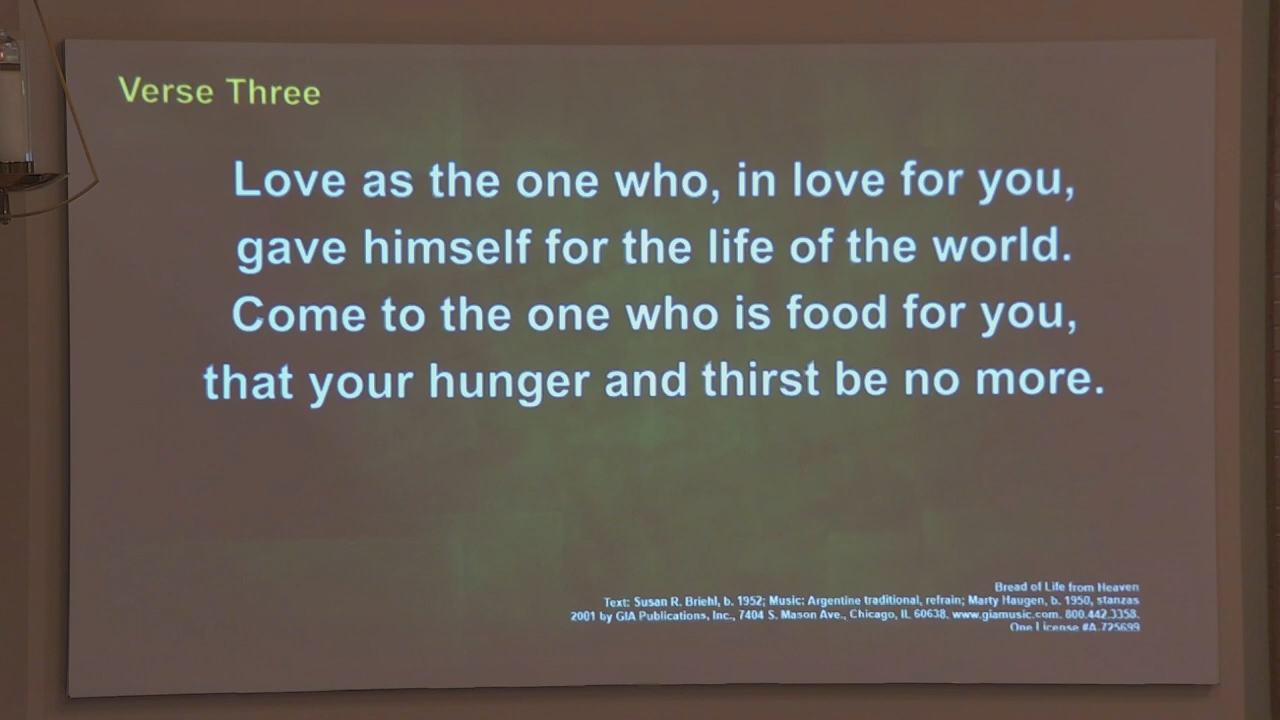 Verse Three
Love as the one who, in love for you,
gave himself for the life of the world.
Come to the one who is food for you,
that your hunger and thirst be no more.
Bread of Life from Heaven
Text: Susan R. Briehl, b. 1952; Music: Argentine traditional, refrain; Marty Haugen, b. 1950, stanzas
2001 by GIA Publications, Inc., 7404 S. Mason Ave., Chicago, IL 60638. www.giamusic.com. 800.442.3358.
One License #A.725699